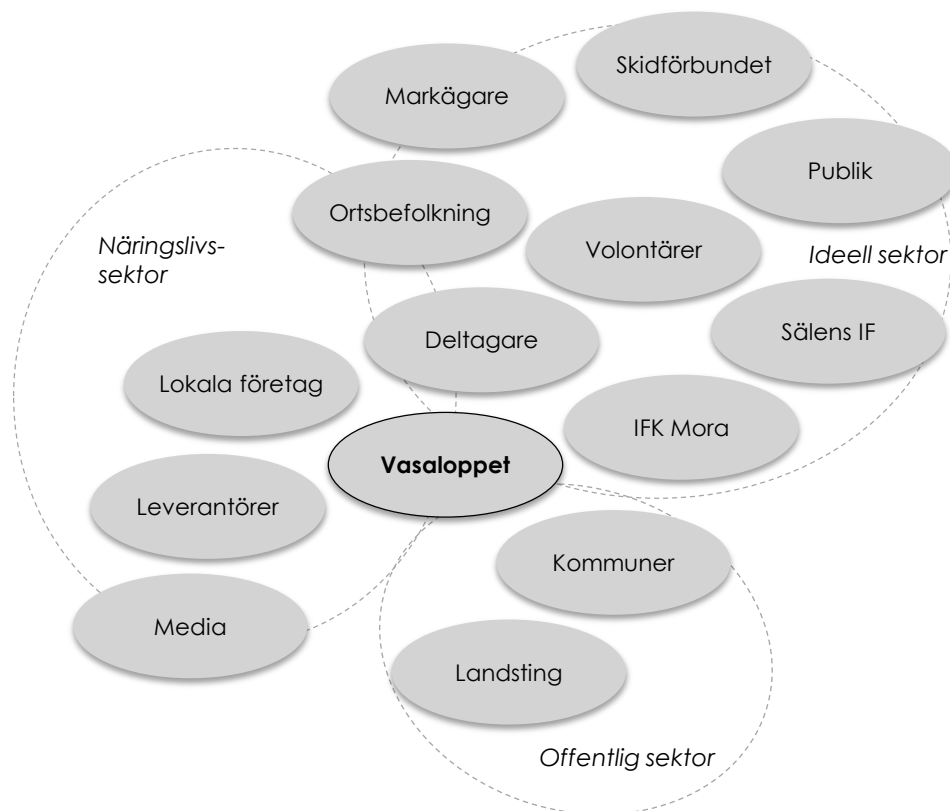 Skidförbundet
Markägare
Publik
Ortsbefolkning
Volontärer
Näringslivs-
sektor
Ideell sektor
Deltagare
Sälens IF
Lokala företag
IFK Mora
Vasaloppet
Leverantörer
Kommuner
Media
Landsting
Offentlig sektor